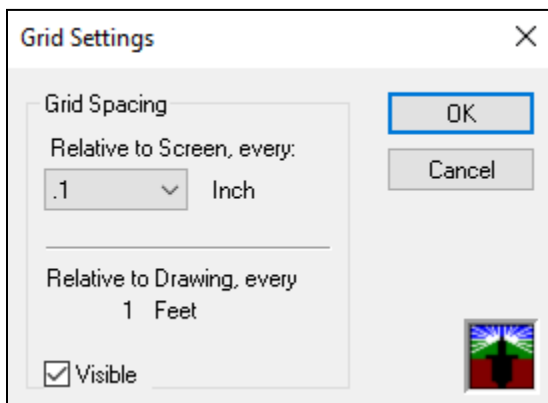 Grid Settings
Grid Spacing
OK
Relative to Screen, every:
.1 Inch
Cancel
Relative to Drawing, every
1 Feet
Visible